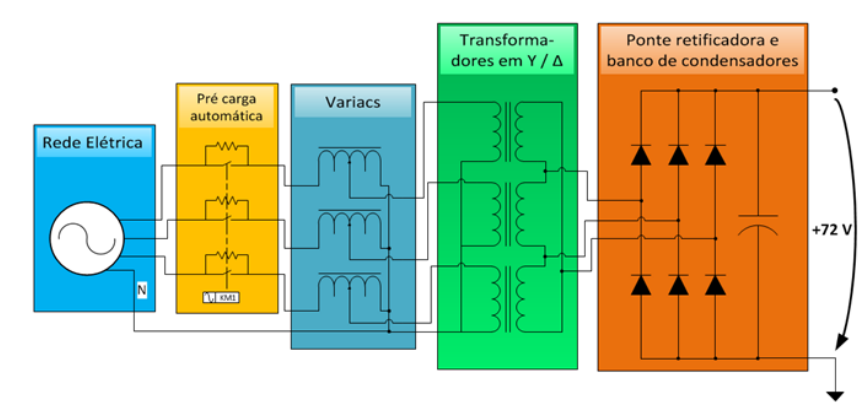 Rede Elétrica
N
Pré carga
automática
KM1
Variacs
Transforma-
dores em Y / Δ
Ponte retificadora e
banco de condensadores
+72 V